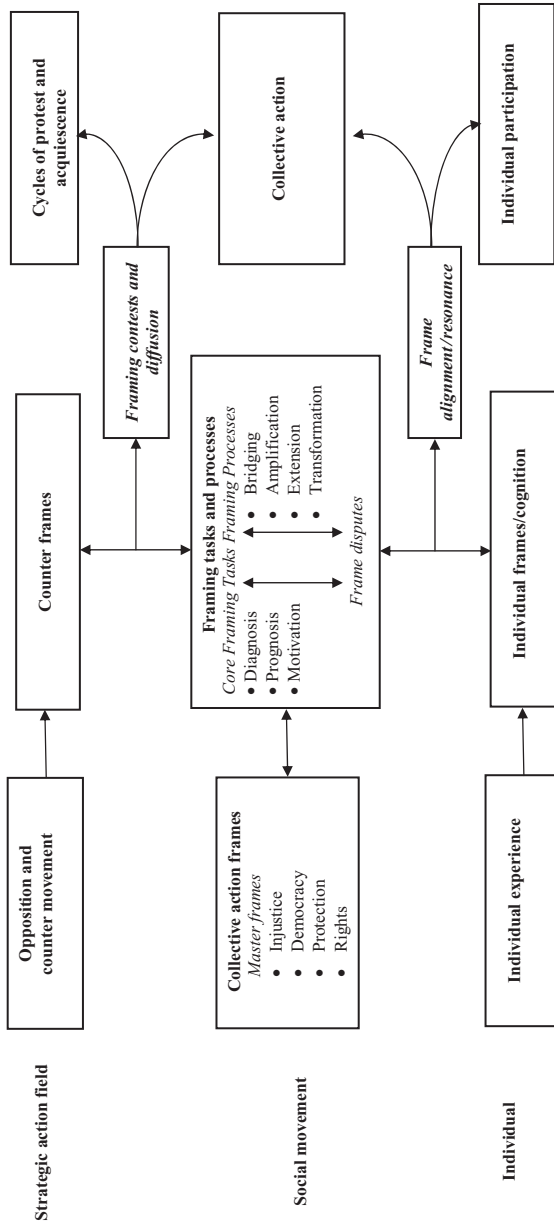 Strategic action field
Opposition and
counter movement
Counter frames
Framing contests and
diffusion
Cycles of protest and
acquiescence
Social movement
Collective action frames
Master frames
• Injustice
• Democracy
• Protection
• Rights
Framing tasks and processes
Core Framing Tasks Framing Processes
• Diagnosis
• Prognosis
• Motivation
• Bridging
• Amplification
• Extension
• Transformation
Frame disputes
Collective action
Individual
Individual experience
Individual frames/cognition
Frame
alignment/resonance
Individual participation